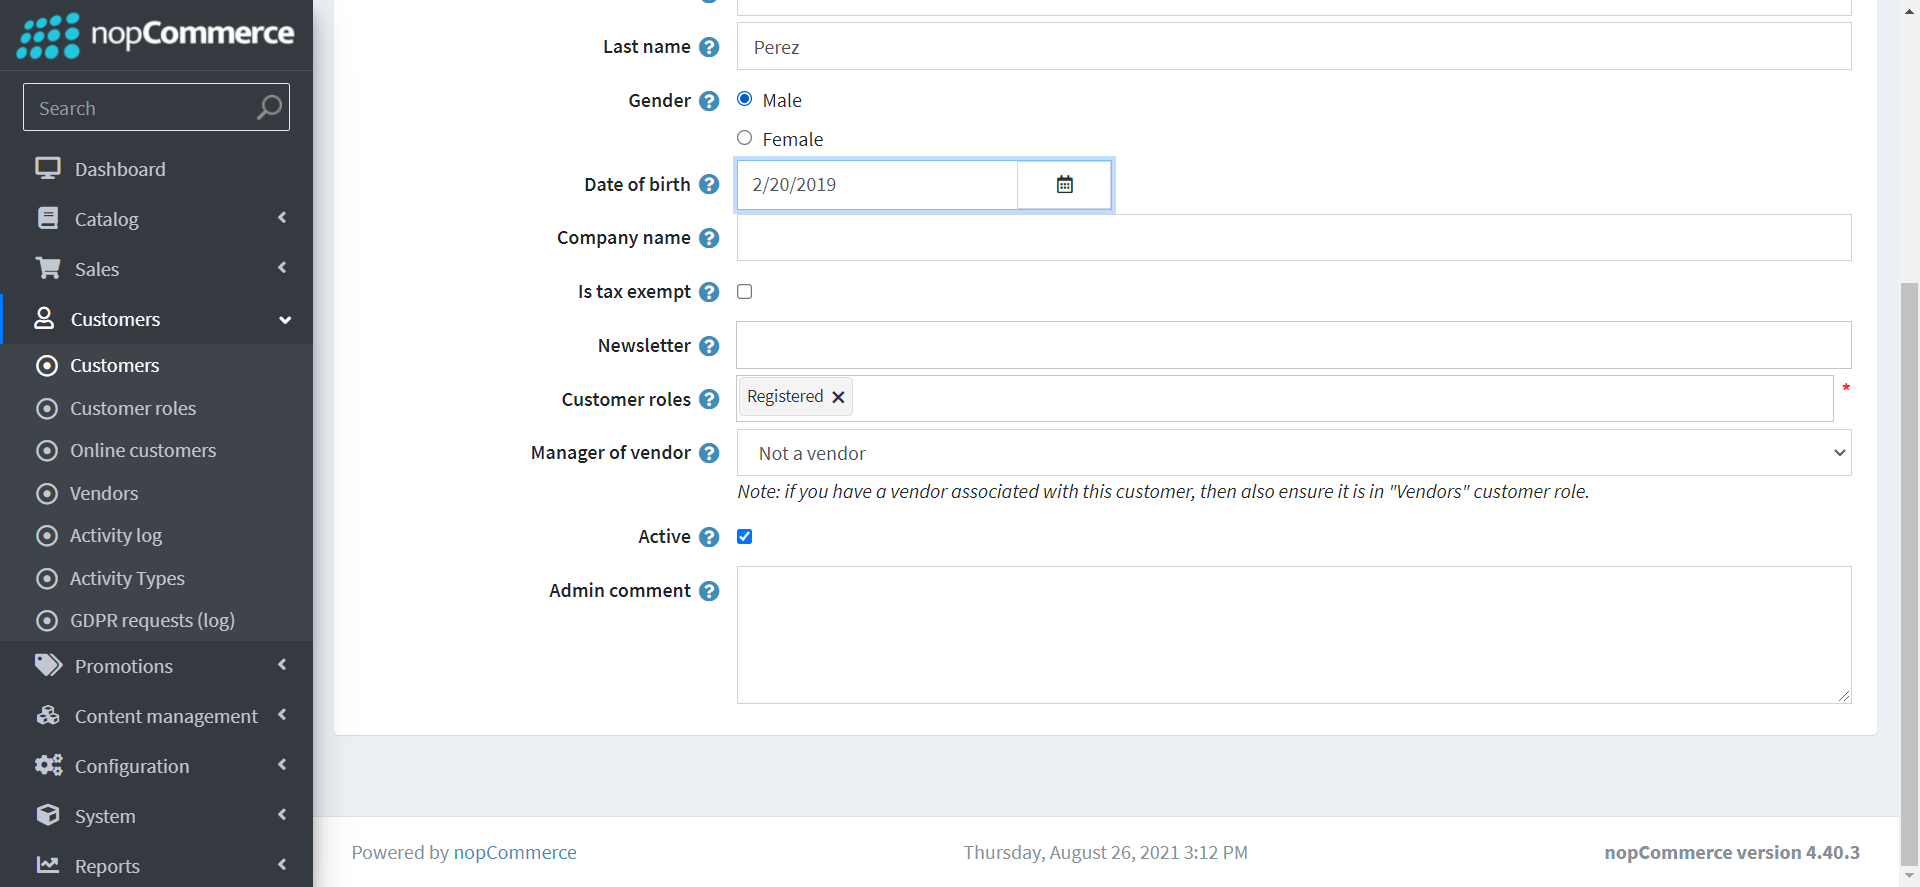 nopCommerce
Search
Dashboard
Catalog
Sales
Customers
Customers
Customer roles
Online customers
Vendors
Activity log
Activity Types
GDPR requests (log)
Promotions
Content management
Configuration
System
Reports
Last name Perez
Gender Male
Female
Date of birth 2/20/2019
Company name
Is tax exempt
Newsletter
Customer roles Registered *
Manager of vendor Not a vendor
Note: if you have a vendor associated with this customer, then also ensure it is in "Vendors" customer role.
Active
Admin comment
Powered by nopCommerce Thursday, August 26, 2021 3:12 PM nopCommerce version 4.40.3